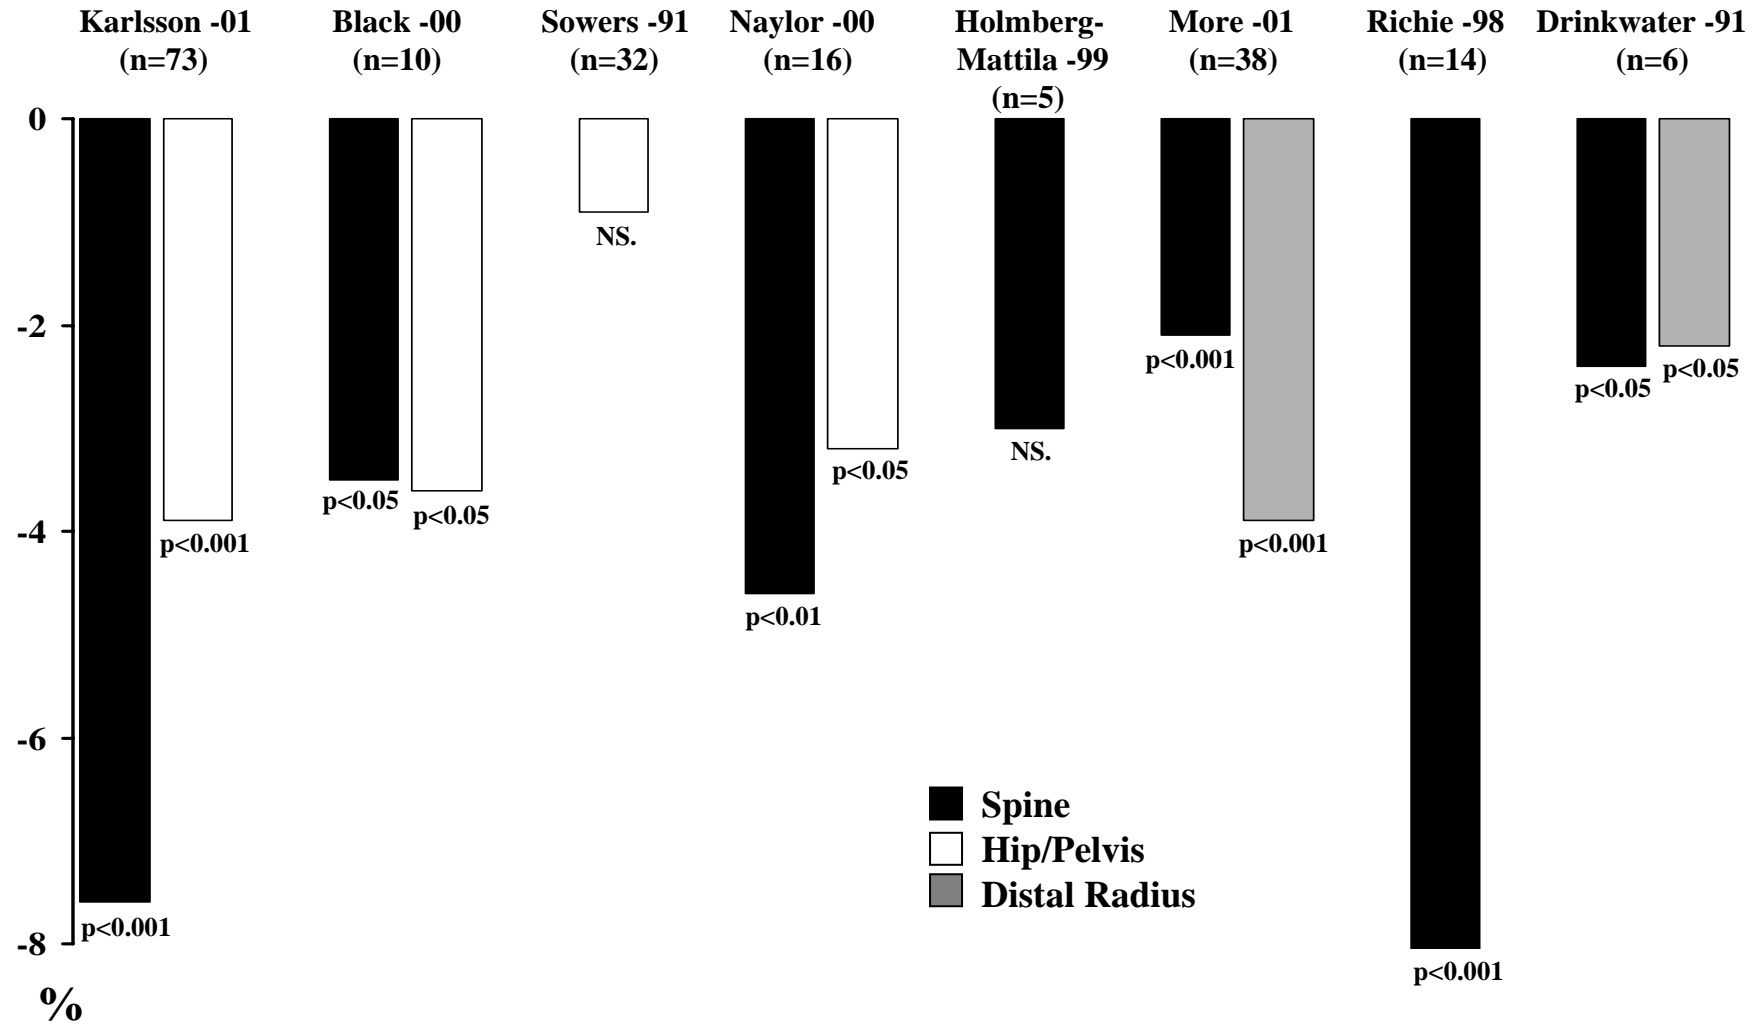 Karlsson -01
(n=73)
Black -00
(n=10)
Sowers -91
(n=32)
Naylor -00
(n=16)
Holmberg-
Mattila -99
(n=5)
More -01
(n=38)
Richie -98
(n=14)
Drinkwater -91
(n=6)
0
-2
-4
-6
-8
%
p<0.001
p<0.001
p<0.05
p<0.05
NS.
p<0.01
p<0.05
NS.
p<0.001
p<0.001
p<0.001
p<0.05
p<0.05
Spine
Hip/Pelvis
Distal Radius